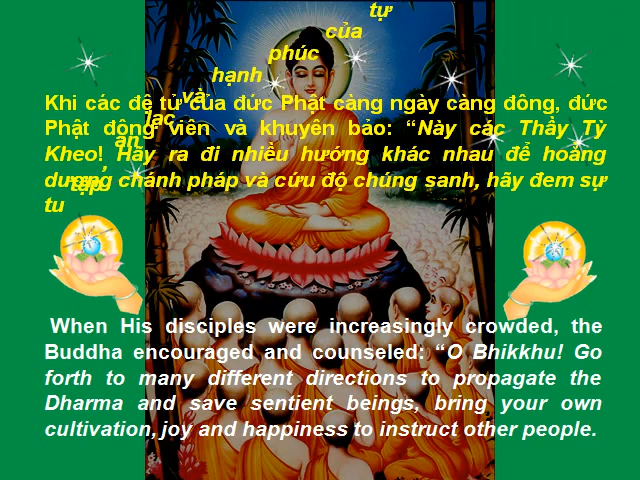 tự
của
phúc
hạnh
và
lạc
an
tập,
Khi các đệ tử của đức Phật càng ngày càng đông, đức
Phật động viên và khuyên bảo: “Này các Thầy Tỳ
Kheo! Hãy ra đi nhiều hướng khác nhau để hoằng
dương chánh pháp và cứu độ chúng sanh, hãy đem sự
tu
When His disciples were increasingly crowded, the
Buddha encouraged and counseled: “O Bhikkhu! Go
forth to many different directions to propagate the
Dharma and save sentient beings, bring your own
cultivation, joy and happiness to instruct other people.